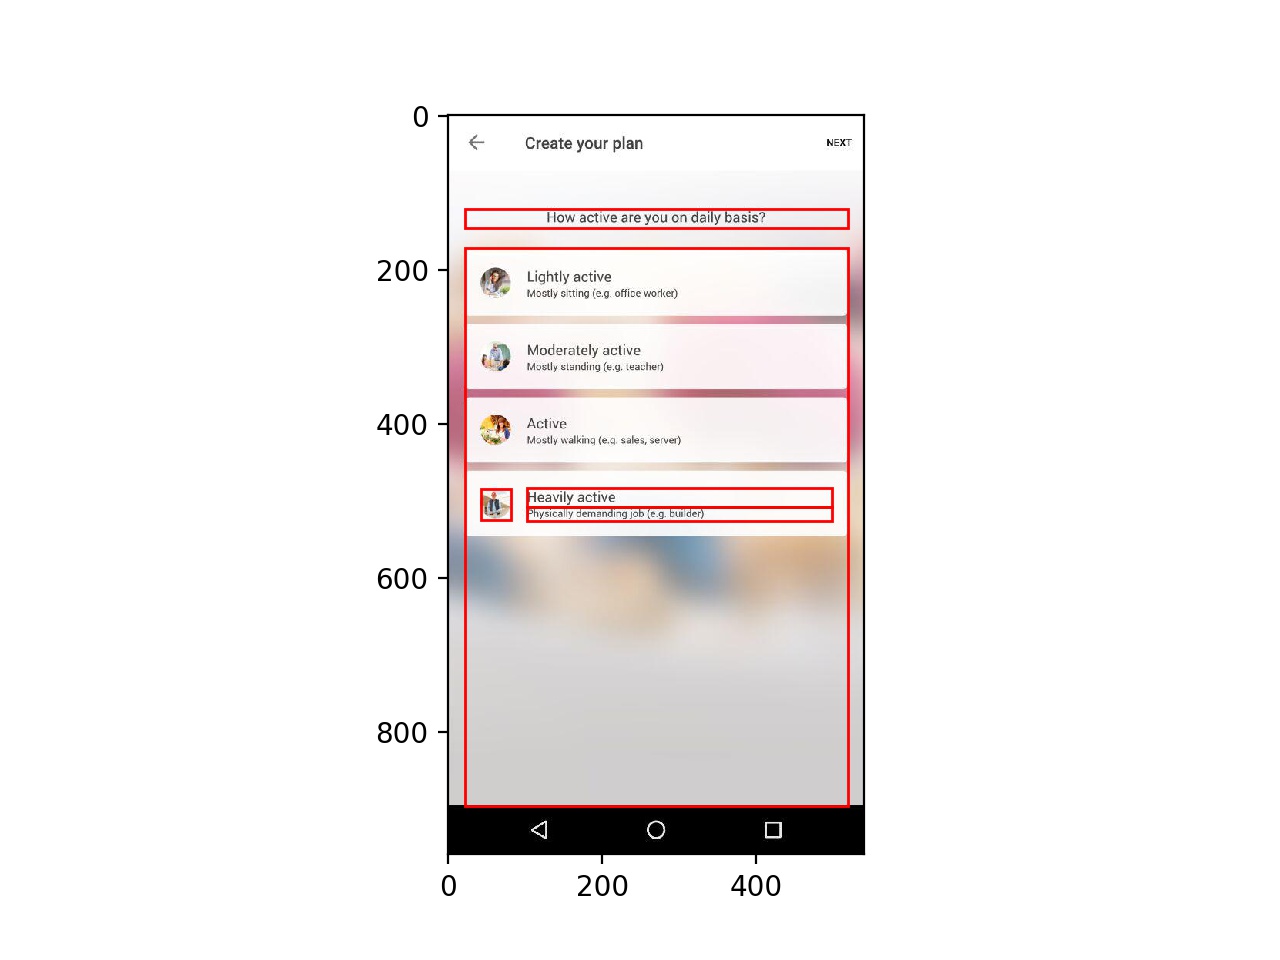 0
Create your plan
NEXT
How active are you on daily basis?
200
Lightly active
Mostly sitting (e.g. office worker)
Moderately active
Mostly standing (e.g. teacher)
400
Active
Mostly walking (e.g. sales, server)
Heavily active
Physically demanding job (e.g. builder)
600
800
0
200
400